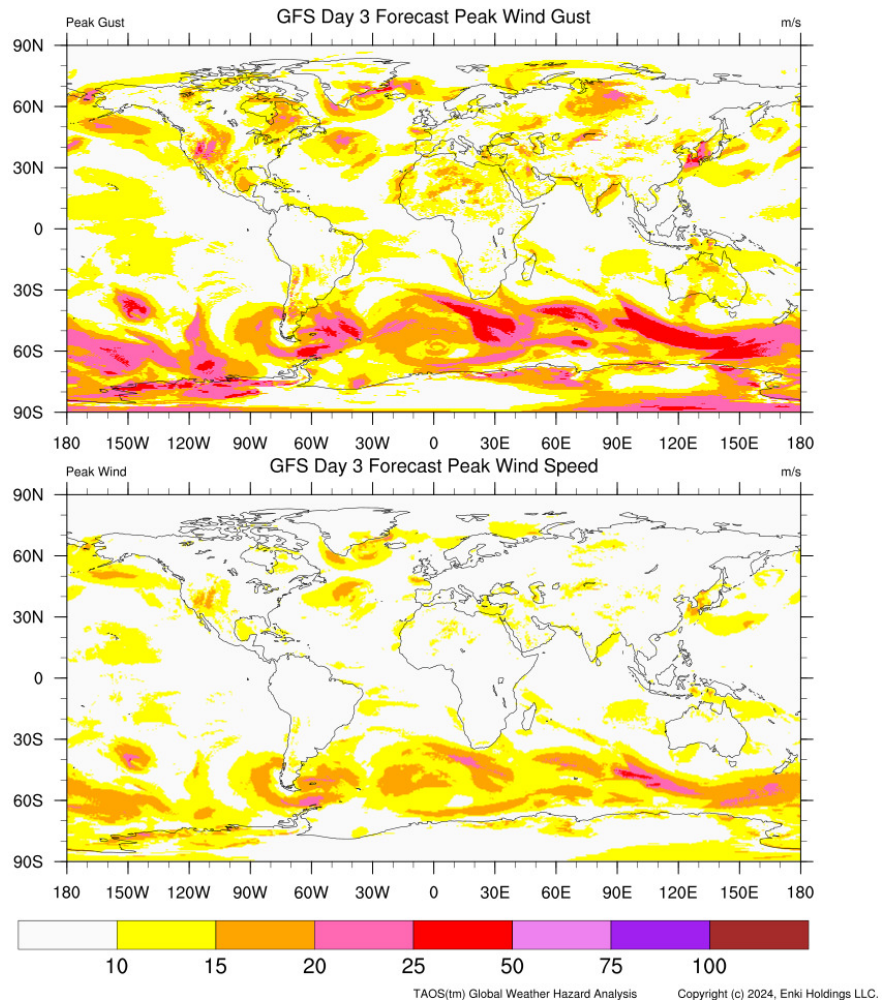 GFS Day 3 Forecast Peak Wind Gust
Peak Gust m/s
90N
60N
30N
0
30S
60S
90S
180 150W 120W 90W 60W 30W 0 30E 60E 90E 120E 150E 180
GFS Day 3 Forecast Peak Wind Speed
Peak Wind m/s
90N
60N
30N
0
30S
60S
90S
180 150W 120W 90W 60W 30W 0 30E 60E 90E 120E 150E 180
10 15 20 25 50 75 100
TAOS(tm) Global Weather Hazard Analysis Copyright (c) 2024, Enki Holdings LLC.